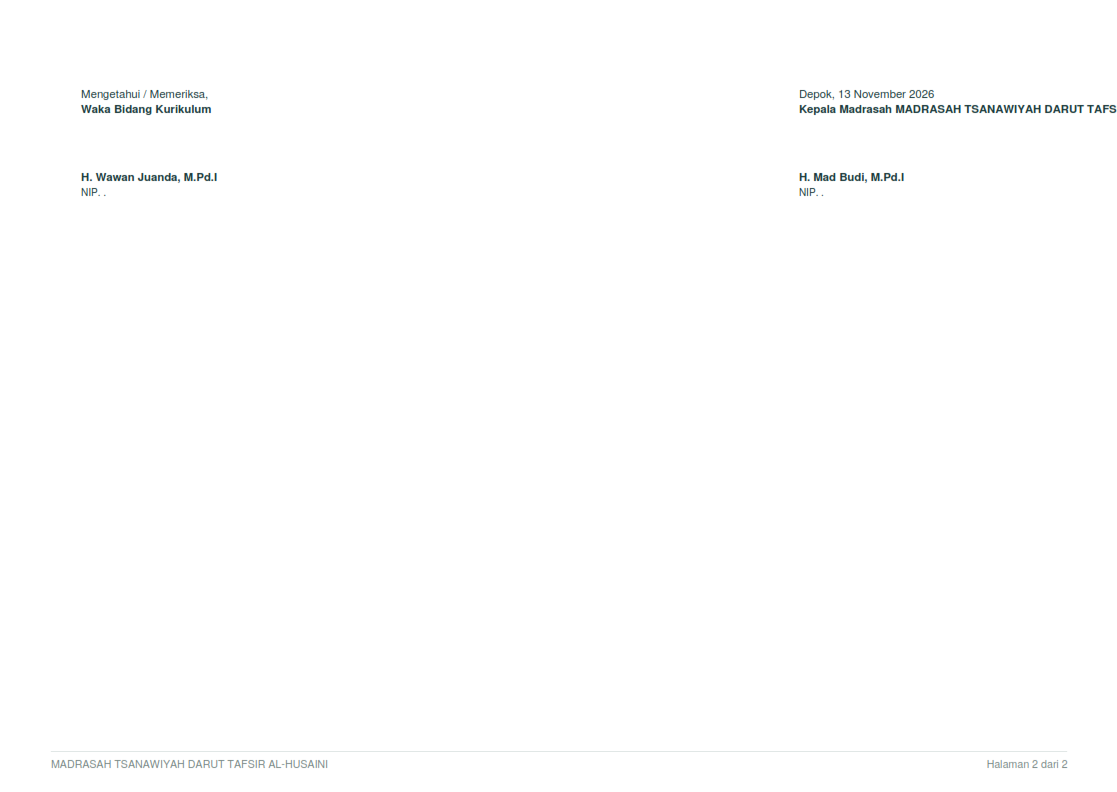 Mengetahui / Memeriksa,
Waka Bidang Kurikulum
H. Wawan Juanda, M.Pd.I
NIP. .
Depok, 13 November 2026
Kepala Madrasah MADRASAH TSANAWIYAH DARUT TAFS
H. Mad Budi, M.Pd.I
NIP. .
MADRASAH TSANAWIYAH DARUT TAFSIR AL-HUSAINI
Halaman 2 dari 2